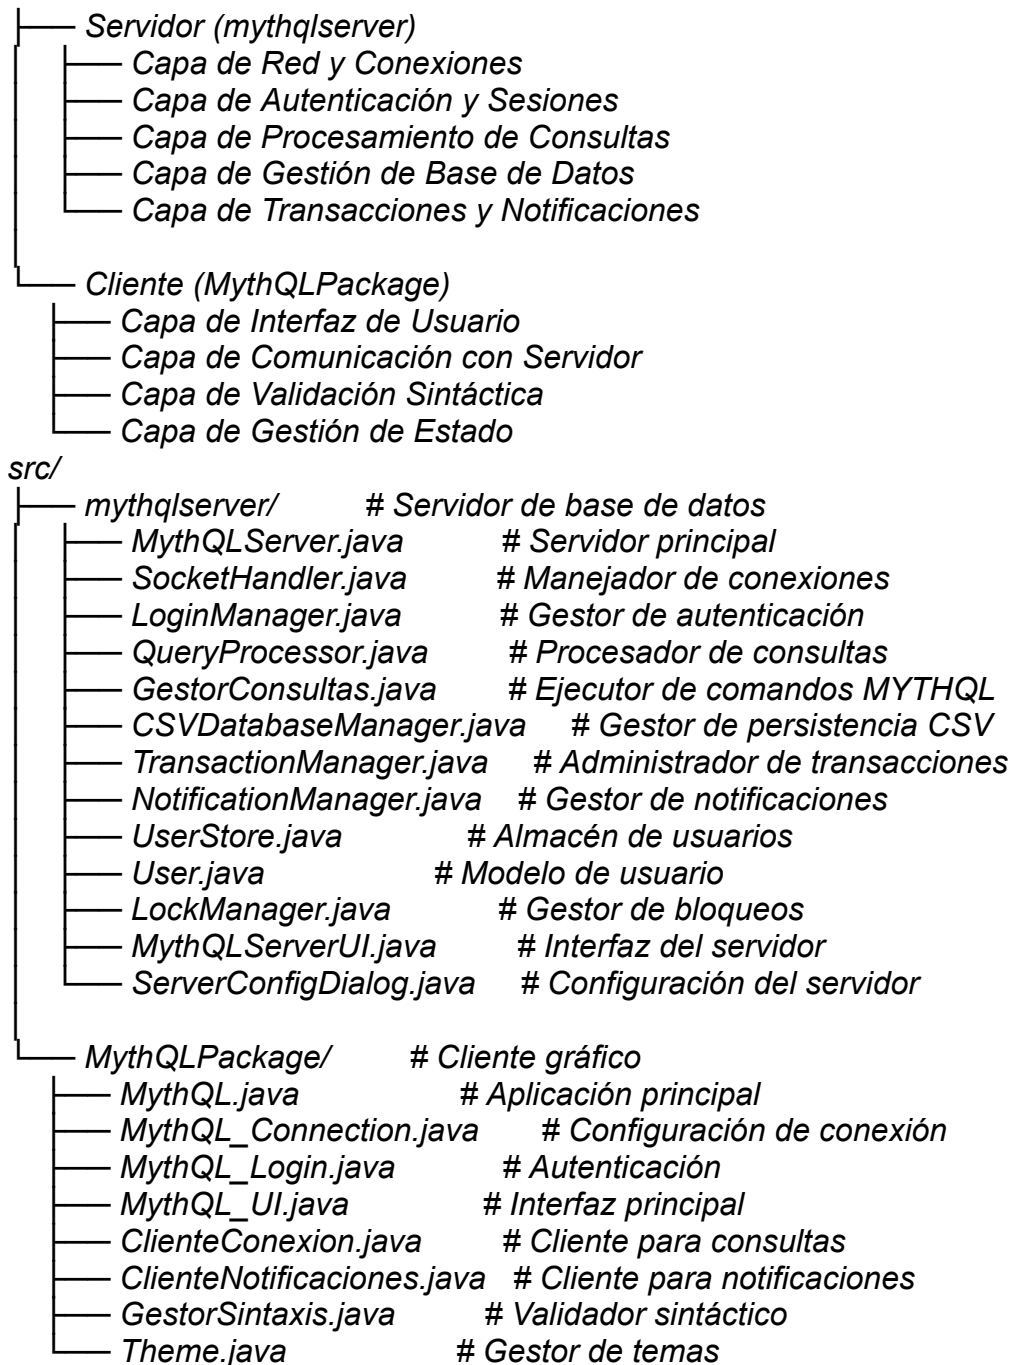 ├── Servidor (mythqlserver)
│   ├── Capa de Red y Conexiones
│   ├── Capa de Autenticación y Sesiones
│   ├── Capa de Procesamiento de Consultas
│   ├── Capa de Gestión de Base de Datos
│   └── Capa de Transacciones y Notificaciones
│
└── Cliente (MythQLPackage)
    ├── Capa de Interfaz de Usuario
    ├── Capa de Comunicación con Servidor
    ├── Capa de Validación Sintáctica
    └── Capa de Gestión de Estado
src/
├── mythqlserver/ # Servidor de base de datos
│   ├── MythQLServer.java # Servidor principal
│   ├── SocketHandler.java # Manejador de conexiones
│   ├── LoginManager.java # Gestor de autenticación
│   ├── QueryProcessor.java # Procesador de consultas
│   ├── GestorConsultas.java # Ejecutor de comandos MYTHQL
│   ├── CSVDatabaseManager.java # Gestor de persistencia CSV
│   ├── TransactionManager.java # Administrador de transacciones
│   ├── NotificationManager.java # Gestor de notificaciones
│   ├── UserStore.java # Almacén de usuarios
│   ├── User.java # Modelo de usuario
│   ├── LockManager.java # Gestor de bloqueos
│   ├── MythQLServerUI.java # Interfaz del servidor
│   └── ServerConfigDialog.java # Configuración del servidor
│
└── MythQLPackage/ # Cliente gráfico
    ├── MythQL.java # Aplicación principal
    ├── MythQL_Connection.java # Configuración de conexión
    ├── MythQL_Login.java # Autenticación
    ├── MythQL_UI.java # Interfaz principal
    ├── ClienteConexion.java # Cliente para consultas
    ├── ClienteNotificaciones.java # Cliente para notificaciones
    ├── GestorSintaxis.java # Validador sintáctico
    └── Theme.java # Gestor de temas